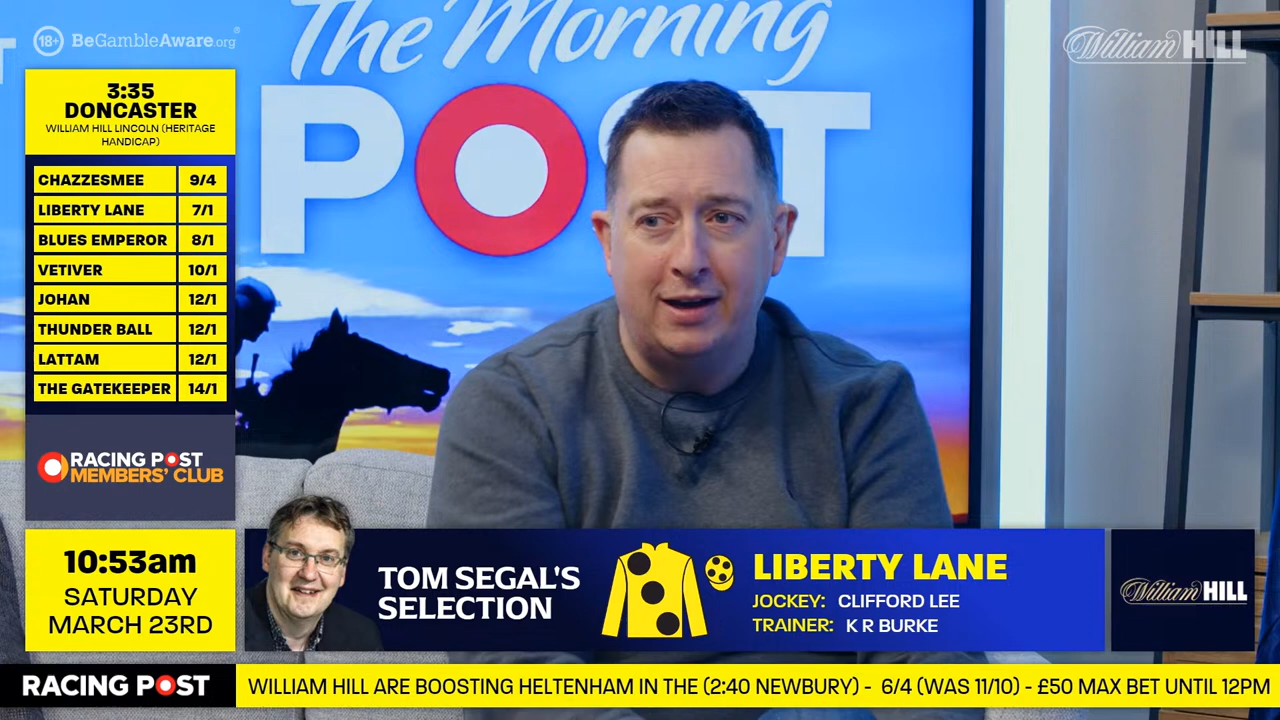 18+ BeGambleAware.org®
The Morning
POST
William HILL
3:35
DONCASTER
WILLIAM HILL LINCOLN (HERITAGE
HANDICAP)
CHAZZESMEE 9/4
LIBERTY LANE 7/1
BLUES EMPEROR 8/1
VETIVER 10/1
JOHAN 12/1
THUNDER BALL 12/1
LATTAM 12/1
THE GATEKEEPER 14/1
RACING POST
MEMBERS' CLUB
10:53am
SATURDAY
MARCH 23RD
TOM SEGAL'S
SELECTION
LIBERTY LANE
JOCKEY: CLIFFORD LEE
TRAINER: K R BURKE
William HILL
RACING POST
WILLIAM HILL ARE BOOSTING HELTENHAM IN THE (2:40 NEWBURY) - 6/4 (WAS 11/10) - £50 MAX BET UNTIL 12PM